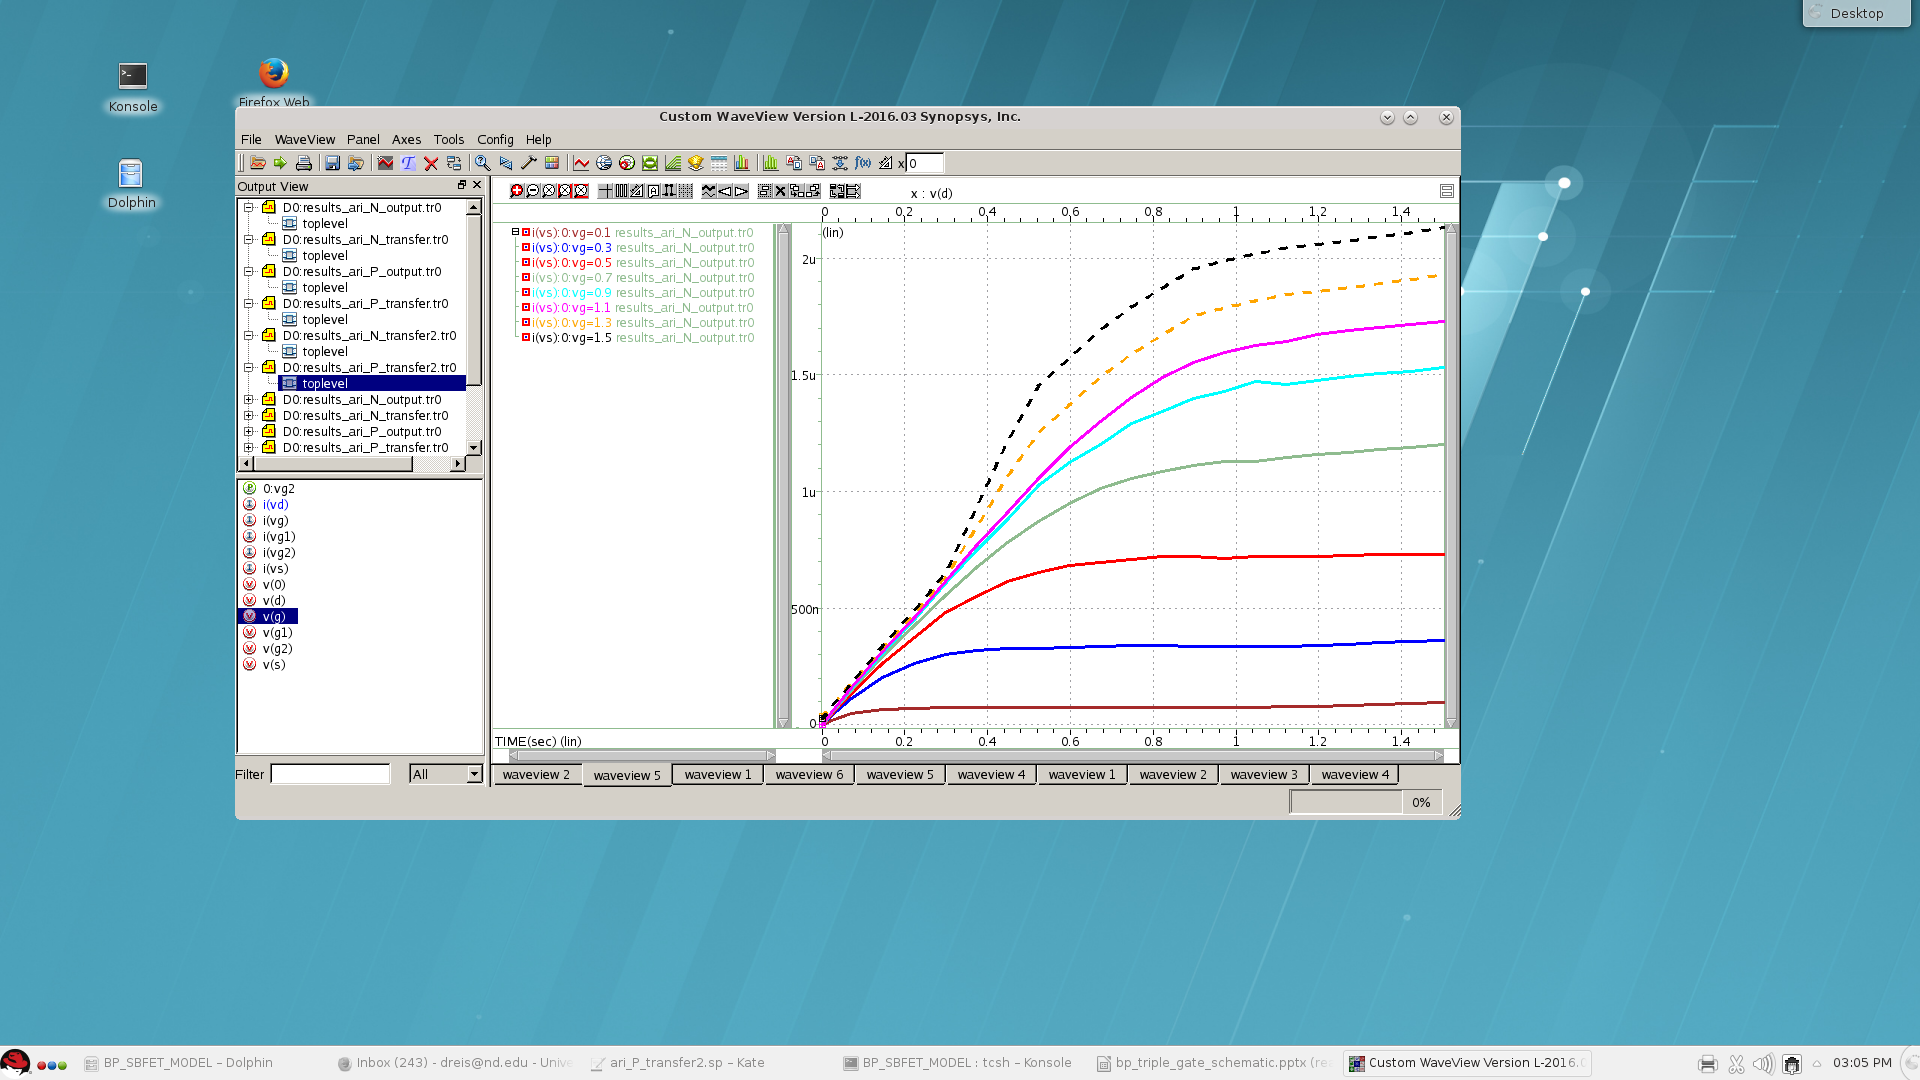 Desktop
Konsole
Firefox Web
Dolphin
Custom WaveView Version L-2016.03 Synopsys, Inc.
File WaveView Panel Axes Tools Config Help
x 0
Output View
D0:results_ari_N_output.tr0
toplevel
D0:results_ari_N_transfer.tr0
toplevel
D0:results_ari_P_output.tr0
toplevel
D0:results_ari_P_transfer.tr0
toplevel
D0:results_ari_N_transfer2.tr0
toplevel
D0:results_ari_P_transfer2.tr0
toplevel
D0:results_ari_N_output.tr0
D0:results_ari_N_transfer.tr0
D0:results_ari_P_output.tr0
D0:results_ari_P_transfer.tr0
0:vg2
i(vd)
i(vg)
i(vg1)
i(vg2)
i(vs)
v(0)
v(d)
v(g)
v(g1)
v(g2)
v(s)
Filter All
x : v(d)
0 0.2 0.4 0.6 0.8 1 1.2 1.4
i(vs):0:vg=0.1 results_ari_N_output.tr0
i(vs):0:vg=0.3 results_ari_N_output.tr0
i(vs):0:vg=0.5 results_ari_N_output.tr0
i(vs):0:vg=0.7 results_ari_N_output.tr0
i(vs):0:vg=0.9 results_ari_N_output.tr0
i(vs):0:vg=1.1 results_ari_N_output.tr0
i(vs):0:vg=1.3 results_ari_N_output.tr0
i(vs):0:vg=1.5 results_ari_N_output.tr0
(lin)
2u
1.5u
1u
500n
0
TIME(sec) (lin)
0 0.2 0.4 0.6 0.8 1 1.2 1.4
waveview 2 waveview 5 waveview 1 waveview 6 waveview 5 waveview 4 waveview 1 waveview 2 waveview 3 waveview 4
0%
BP_SBFET_MODEL – Dolphin
Inbox (243) - dreis@nd.edu - Unive
ari_P_transfer2.sp – Kate
BP_SBFET_MODEL : tcsh – Konsole
bp_triple_gate_schematic.pptx (re
Custom WaveView Version L-2016.0
03:05 PM